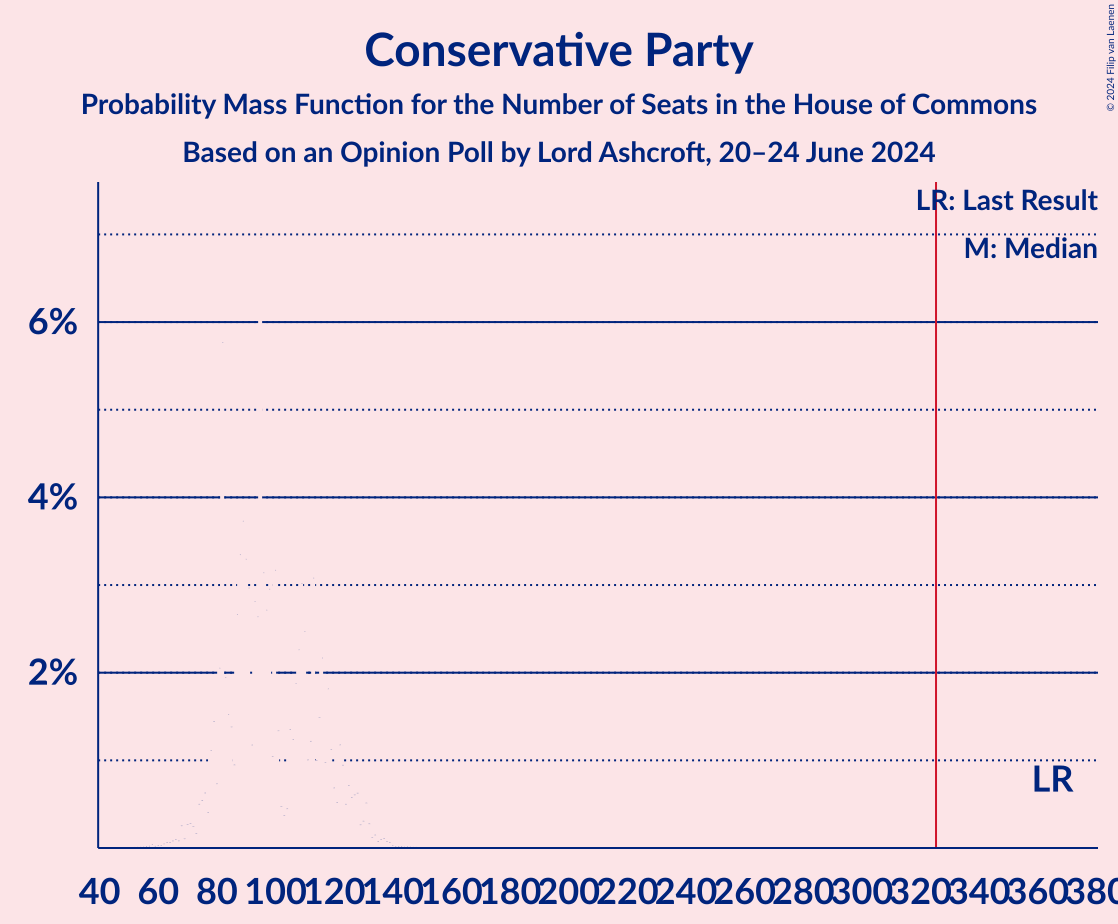 Conservative Party
Probability Mass Function for the Number of Seats in the House of Commons
Based on an Opinion Poll by Lord Ashcroft, 20–24 June 2024
© 2024 Filip van Laenen
LR: Last Result
M: Median
6%
4%
2%
LR
40 60 80 100 120 140 160 180 200 220 240 260 280 300 320 340 360 380